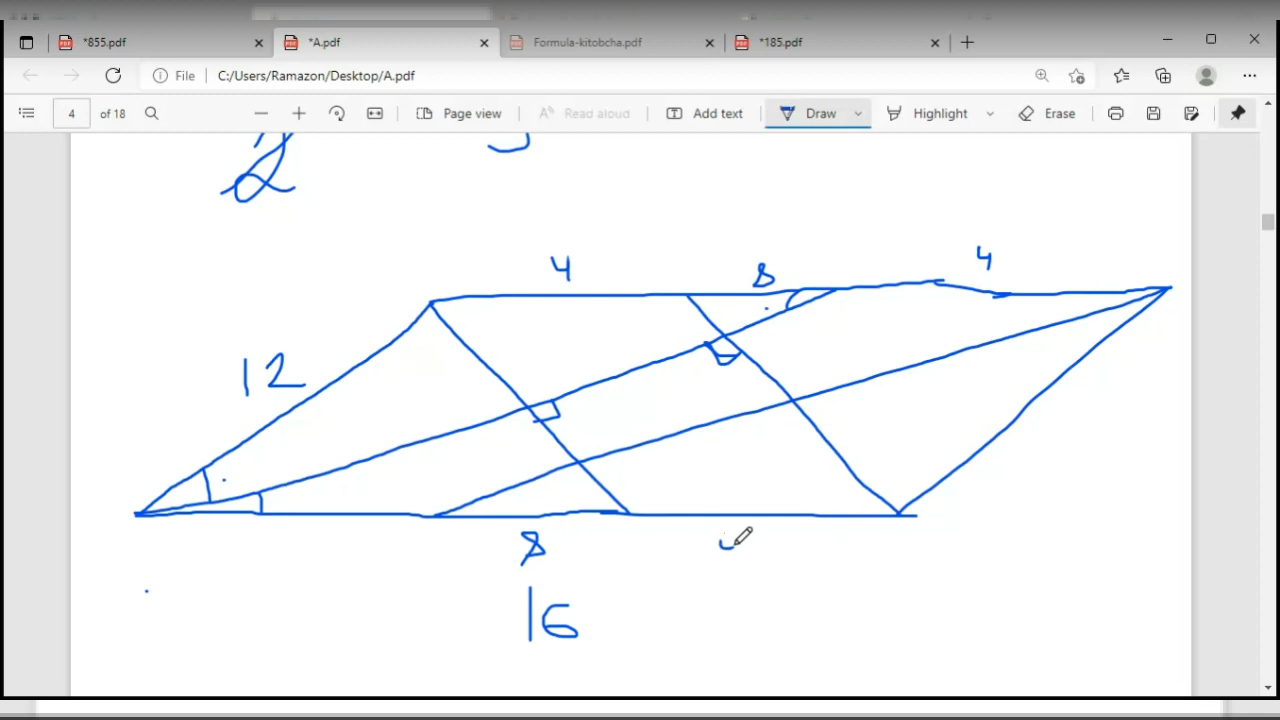 *855.pdf *A.pdf Formula-kitobcha.pdf *185.pdf
File C:/Users/Ramazon/Desktop/A.pdf
4 of 18 Page view Read aloud Add text Draw Highlight Erase
4 8 4
12
8
16